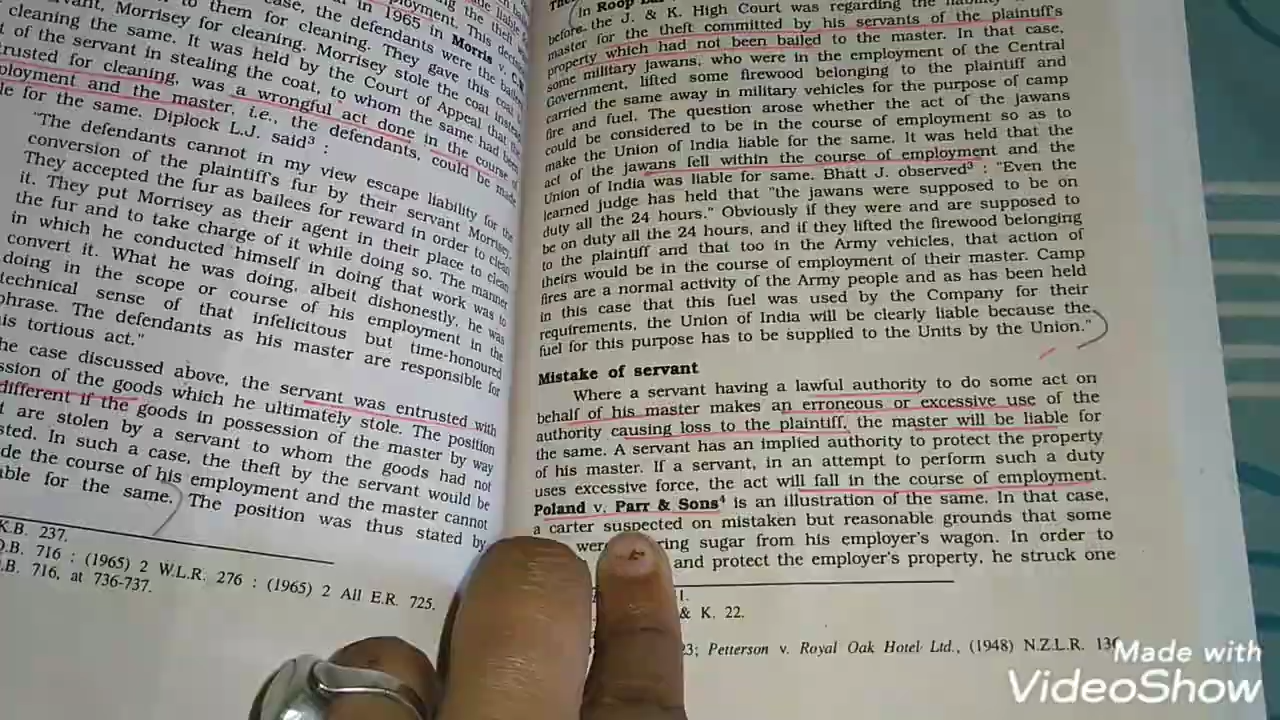 ployment. This
in 1965 in Morris v. C
case, the defendants were the
to them for cleaning. They gave this coat
Morrisey for cleaning. Morrisey stole the coat
cleaning the same. It was held by the Court of Appeal that
of the servant in stealing the coat, to whom the same had been
trusted for cleaning, was a wrongful act done in the course of
ployment and the master, i.e., the defendants, could be made
le for the same. Diplock L.J. said³ :
"The defendants cannot in my view escape liability for the
conversion of the plaintiff's fur by their servant Morrisey.
They accepted the fur as bailees for reward in order to clean
it. They put Morrisey as their agent in their place to clean
the fur and to take charge of it while doing so. The manner
in which he conducted himself in doing that work was to
convert it. What he was doing, albeit dishonestly, he was
doing in the scope or course of his employment in the
technical sense of that infelicitous but time-honoured
phrase. The defendants as his master are responsible for
is tortious act."
he case discussed above, the servant was entrusted with
ssion of the goods which he ultimately stole. The position
different if the goods in possession of the master by way
t are stolen by a servant to whom the goods had not
sted. In such a case, the theft by the servant would be
de the course of his employment and the master cannot
able for the same. The position was thus stated by
K.B. 237.
Q.B. 716 : (1965) 2 W.L.R. 276 : (1965) 2 All E.R. 725.
.B. 716, at 736-737.
In Roop
before the J. & K. High Court was regarding the
master for the theft committed by his servants of the plaintiff's
property which had not been bailed to the master. In that case,
some military jawans, who were in the employment of the Central
Government, lifted some firewood belonging to the plaintiff and
carried the same away in military vehicles for the purpose of camp
fire and fuel. The question arose whether the act of the jawans
could be considered to be in the course of employment so as to
make the Union of India liable for the same. It was held that the
act of the jawans fell within the course of employment and the
Union of India was liable for same. Bhatt J. observed³ : "Even the
learned judge has held that "the jawans were supposed to be on
duty all the 24 hours." Obviously if they were and are supposed to
be on duty all the 24 hours, and if they lifted the firewood belonging
to the plaintiff and that too in the Army vehicles, that action of
theirs would be in the course of employment of their master. Camp
fires are a normal activity of the Army people and as has been held
in this case that this fuel was used by the Company for their
requirements, the Union of India will be clearly liable because the
fuel for this purpose has to be supplied to the Units by the Union."
Mistake of servant
Where a servant having a lawful authority to do some act on
behalf of his master makes an erroneous or excessive use of the
authority causing loss to the plaintiff, the master will be liable for
the same. A servant has an implied authority to protect the property
of his master. If a servant, in an attempt to perform such a duty
uses excessive force, the act will fall in the course of employment.
Poland v. Parr & Sons⁴ is an illustration of the same. In that case,
a carter suspected on mistaken but reasonable grounds that some
wer ring sugar from his employer's wagon. In order to
and protect the employer's property, he struck one
1.
& K. 22.
23; Petterson v. Royal Oak Hotel Ltd., (1948) N.Z.L.R. 136
Made with
VideoShow